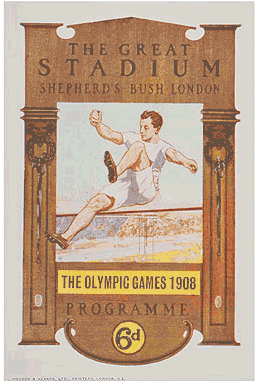 THE GREAT
STADIUM
SHEPHERD'S BUSH LONDON
THE OLYMPIC GAMES 1908
PROGRAMME
6d